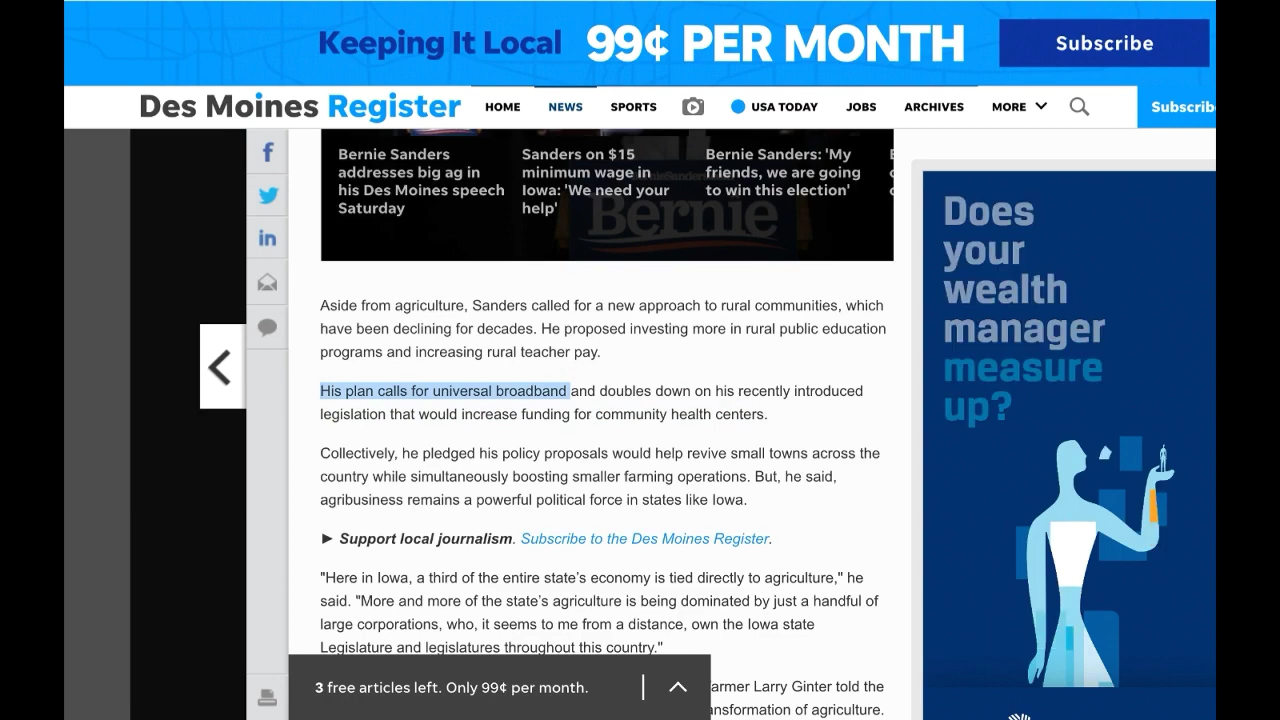 Keeping It Local 99¢ PER MONTH Subscribe
Des Moines Register HOME NEWS SPORTS USA TODAY JOBS ARCHIVES MORE Subscrib
Bernie Sanders
addresses big ag in
his Des Moines speech
Saturday
Sanders on $15
minimum wage in
Iowa: 'We need your
help'
Bernie Sanders: 'My
friends, we are going
to win this election'
Bernie
Aside from agriculture, Sanders called for a new approach to rural communities, which
have been declining for decades. He proposed investing more in rural public education
programs and increasing rural teacher pay.
His plan calls for universal broadband and doubles down on his recently introduced
legislation that would increase funding for community health centers.
Collectively, he pledged his policy proposals would help revive small towns across the
country while simultaneously boosting smaller farming operations. But, he said,
agribusiness remains a powerful political force in states like Iowa.
► Support local journalism. Subscribe to the Des Moines Register.
"Here in Iowa, a third of the entire state’s economy is tied directly to agriculture," he
said. "More and more of the state’s agriculture is being dominated by just a handful of
large corporations, who, it seems to me from a distance, own the Iowa state
Legislature and legislatures throughout this country."
armer Larry Ginter told the
ansformation of agriculture.
3 free articles left. Only 99¢ per month.
Does
your
wealth
manager
measure
up?